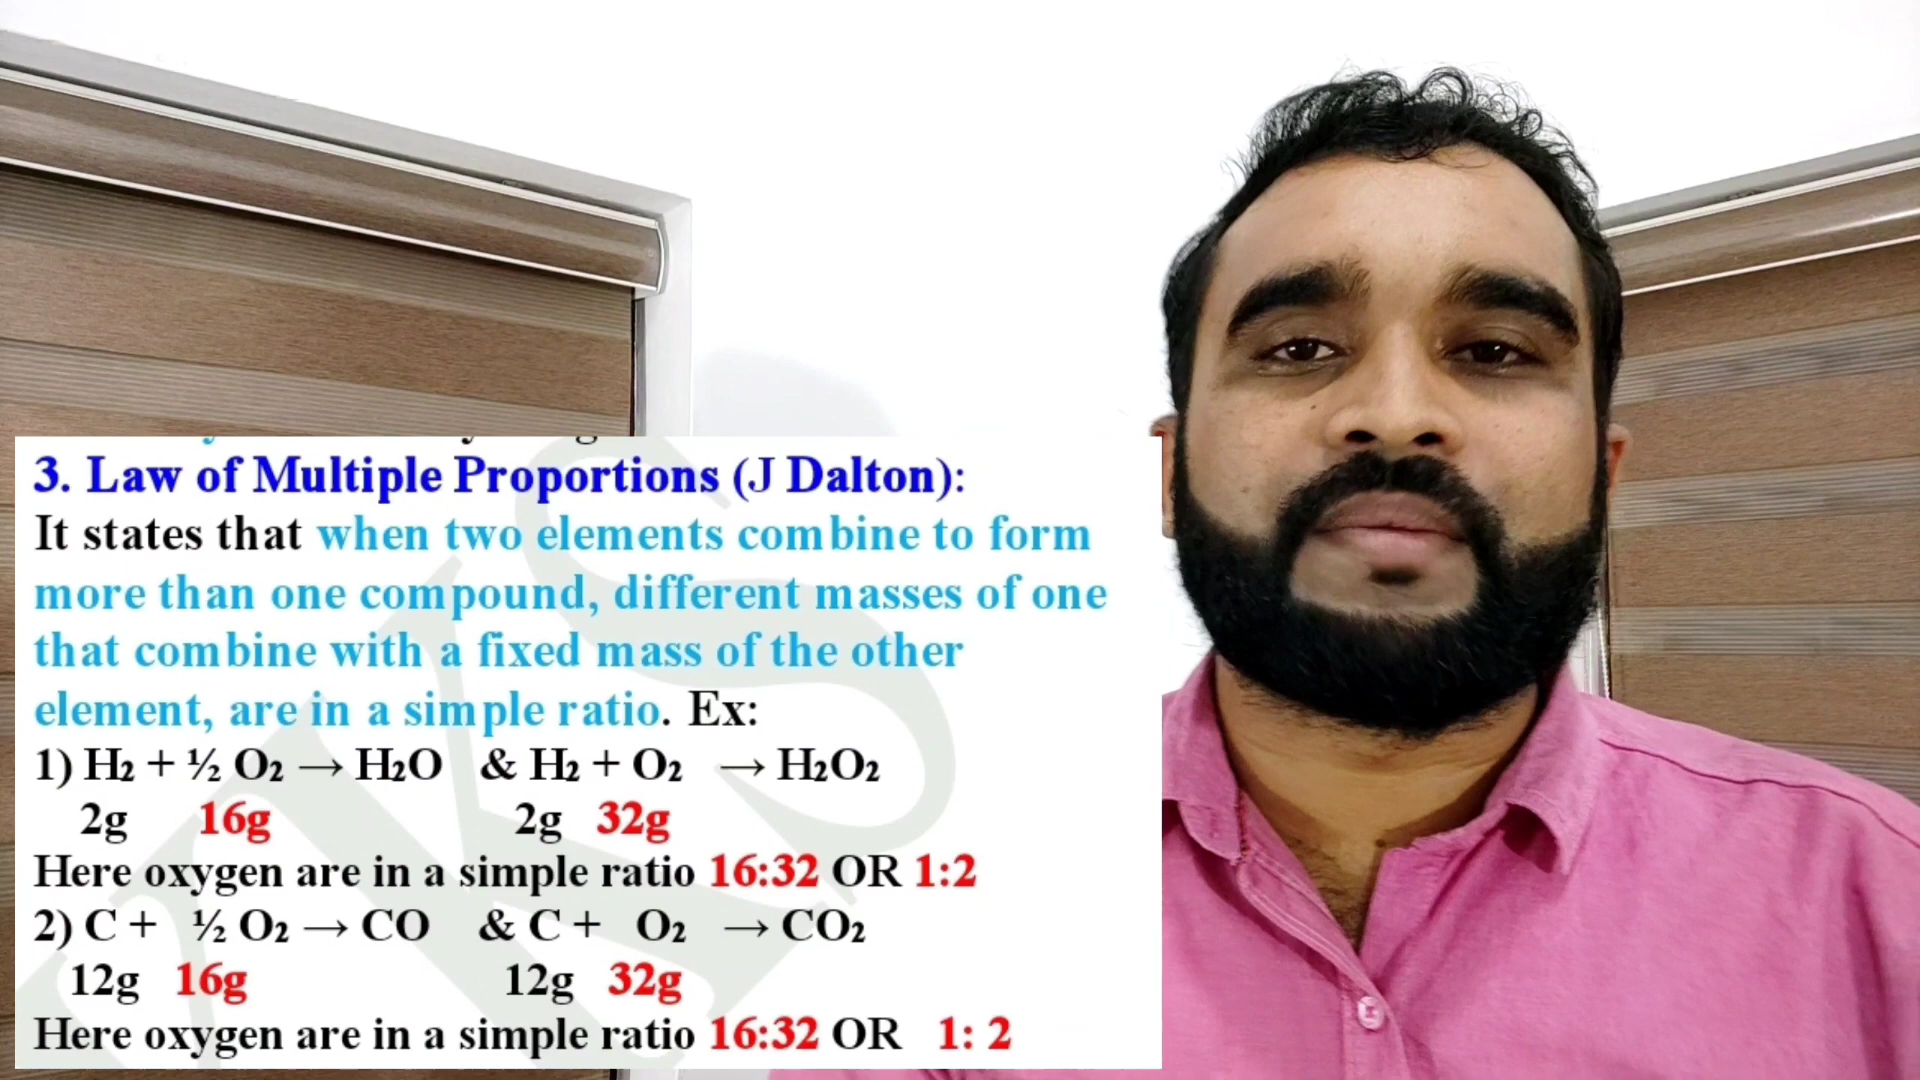 3. Law of Multiple Proportions (J Dalton):
It states that when two elements combine to form
more than one compound, different masses of one
that combine with a fixed mass of the other
element, are in a simple ratio. Ex:
1) H₂ + ½ O₂ → H₂O & H₂ + O₂ → H₂O₂
2g 16g 2g 32g
Here oxygen are in a simple ratio 16:32 OR 1:2
2) C + ½ O₂ → CO & C + O₂ → CO₂
12g 16g 12g 32g
Here oxygen are in a simple ratio 16:32 OR 1: 2
KKS